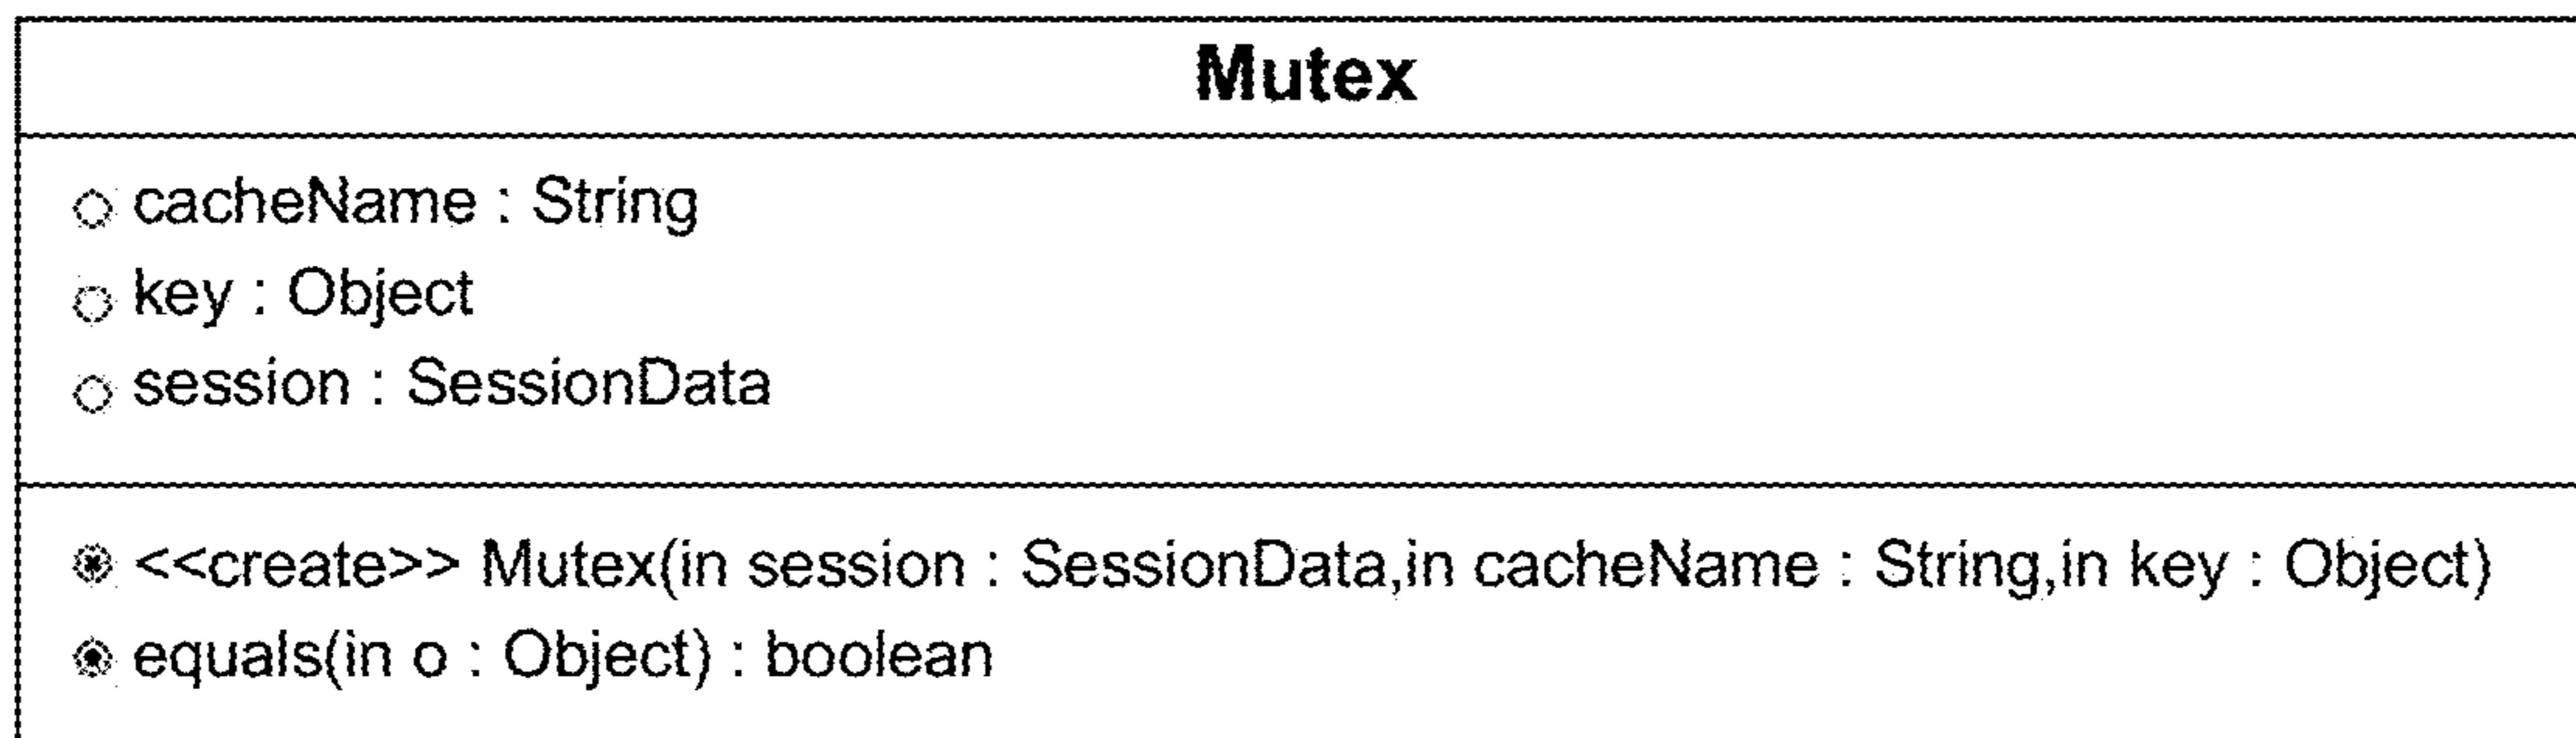 Mutex
cacheName : String
key : Object
session : SessionData
<<create>> Mutex(in session : SessionData,in cacheName : String,in key : Object)
equals(in o : Object) : boolean